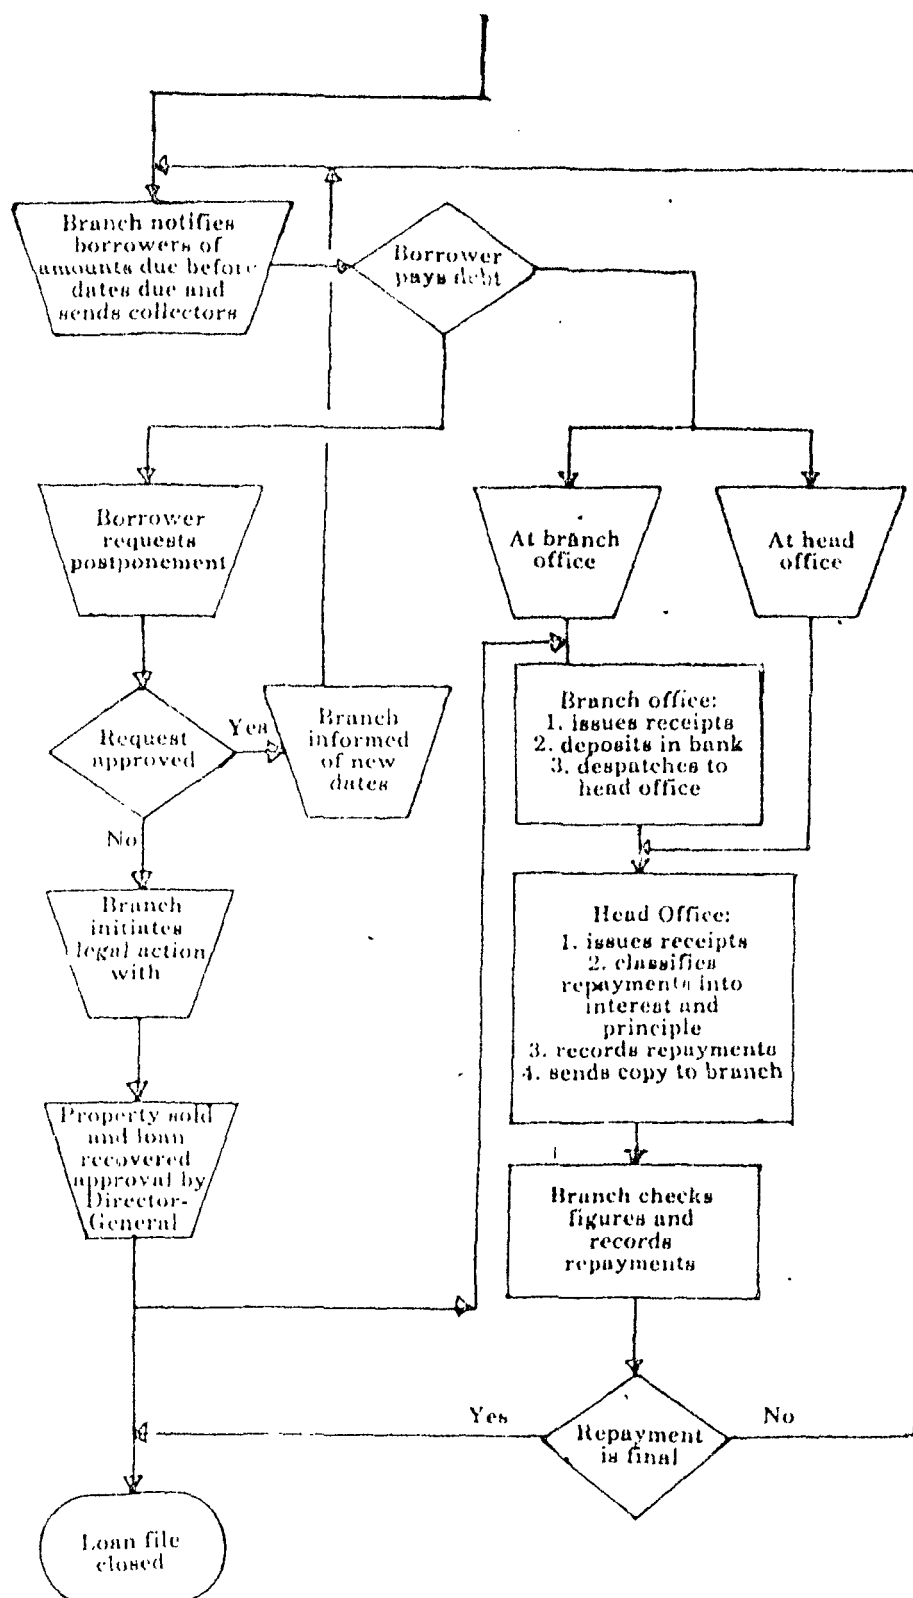 Branch notifies
borrowers of
amounts due before
dates due and
sends collectors
Borrower
pays debt
Borrower
requests
postponement
At branch
office
At head
office
Request
approved
Yes
Branch
informed
of new
dates
Branch office:
1. issues receipts
2. deposits in bank
3. despatches to
head office
No
Branch
initiates
legal action
with
Head Office:
1. issues receipts
2. classifies
repayments into
interest and
principle
3. records repayments
4. sends copy to branch
Property sold
and loan
recovered
approval by
Director-
General
Branch checks
figures and
records
repayments
Yes
Repayment
is final
No
Loan file
closed